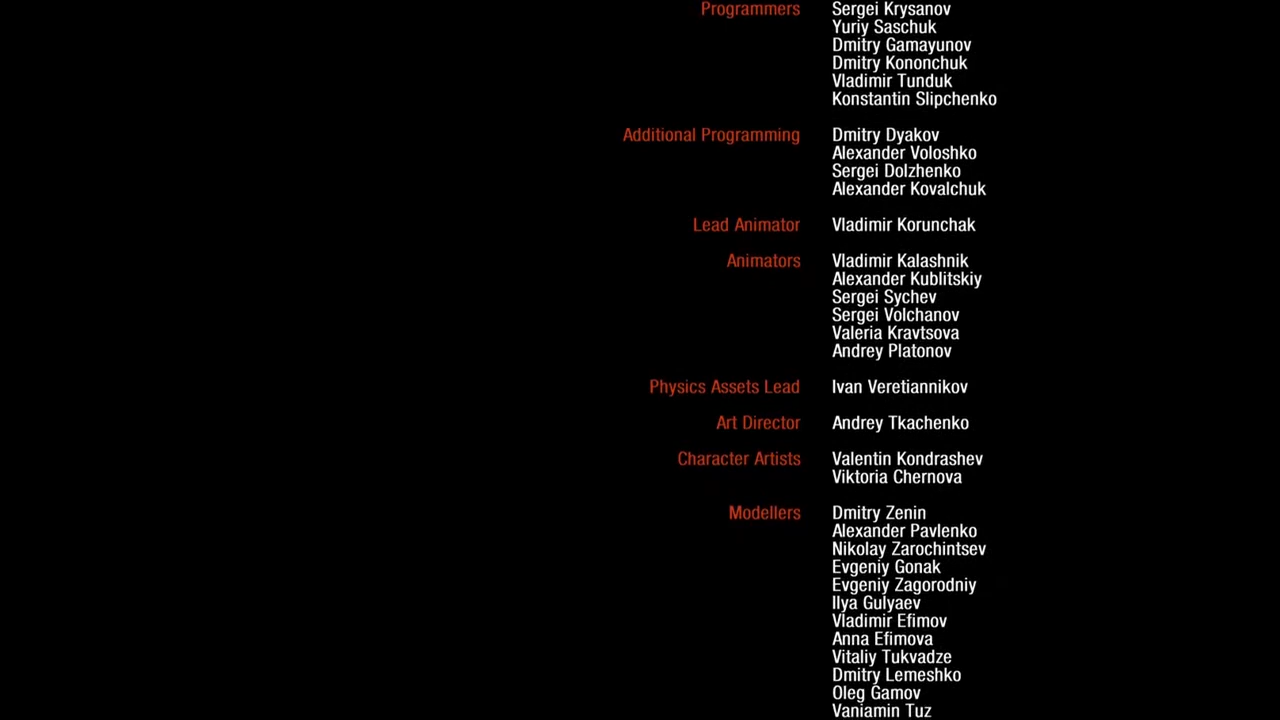 Programmers Sergei Krysanov
Yuriy Saschuk
Dmitry Gamayunov
Dmitry Kononchuk
Vladimir Tunduk
Konstantin Slipchenko
Additional Programming Dmitry Dyakov
Alexander Voloshko
Sergei Dolzhenko
Alexander Kovalchuk
Lead Animator Vladimir Korunchak
Animators Vladimir Kalashnik
Alexander Kublitskiy
Sergei Sychev
Sergei Volchanov
Valeria Kravtsova
Andrey Platonov
Physics Assets Lead Ivan Veretiannikov
Art Director Andrey Tkachenko
Character Artists Valentin Kondrashev
Viktoria Chernova
Modellers Dmitry Zenin
Alexander Pavlenko
Nikolay Zarochintsev
Evgeniy Gonak
Evgeniy Zagorodniy
Ilya Gulyaev
Vladimir Efimov
Anna Efimova
Vitaliy Tukvadze
Dmitry Lemeshko
Oleg Gamov
Vaniamin Tuz